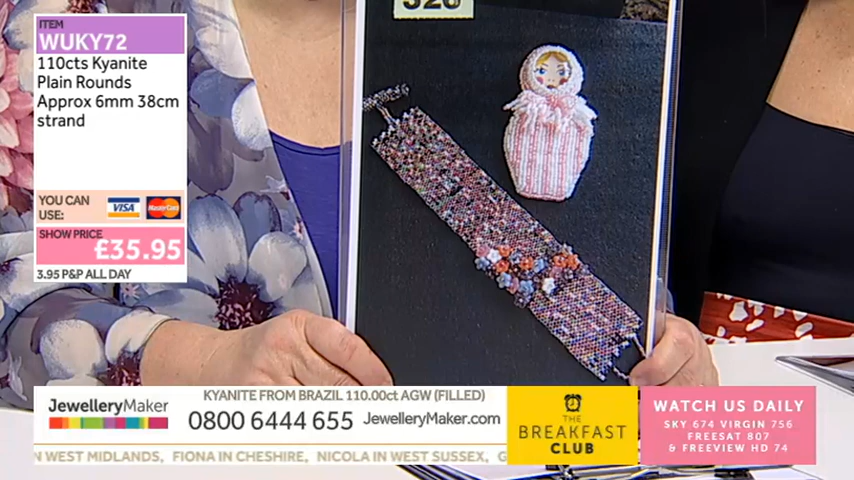 ITEM
WUKY72
110cts Kyanite
Plain Rounds
Approx 6mm 38cm
strand
YOU CAN
USE:
VISA
MasterCard
SHOW PRICE
£35.95
3.95 P&P ALL DAY
JewelleryMaker
KYANITE FROM BRAZIL 110.00ct AGW (FILLED)
0800 6444 655
JewelleryMaker.com
THE
BREAKFAST
CLUB
WATCH US DAILY
SKY 674 VIRGIN 756
FREESAT 807
& FREEVIEW HD 74
N WEST MIDLANDS, FIONA IN CHESHIRE, NICOLA IN WEST SUSSEX,